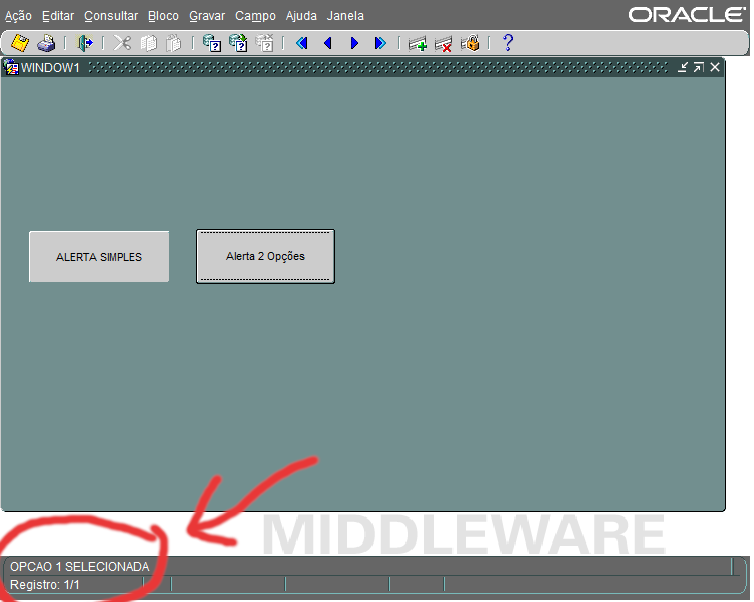 Ação Editar Consultar Bloco Gravar Campo Ajuda Janela ORACLE
WINDOW1
ALERTA SIMPLES Alerta 2 Opções
MIDDLEWARE
OPCAO 1 SELECIONADA
Registro: 1/1